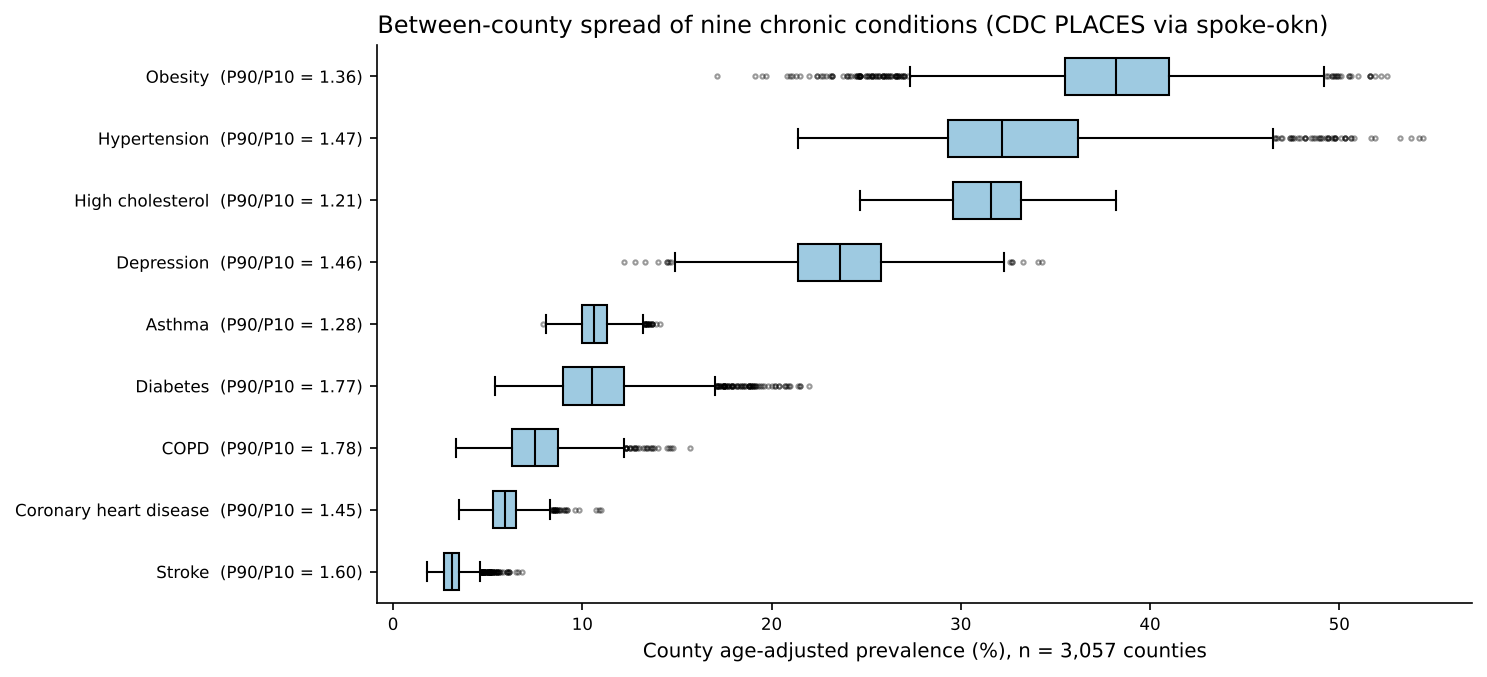 Between-county spread of nine chronic conditions (CDC PLACES via spoke-okn)
Obesity (P90/P10 = 1.36)
Hypertension (P90/P10 = 1.47)
High cholesterol (P90/P10 = 1.21)
Depression (P90/P10 = 1.46)
Asthma (P90/P10 = 1.28)
Diabetes (P90/P10 = 1.77)
COPD (P90/P10 = 1.78)
Coronary heart disease (P90/P10 = 1.45)
Stroke (P90/P10 = 1.60)
0 10 20 30 40 50
County age-adjusted prevalence (%), n = 3,057 counties